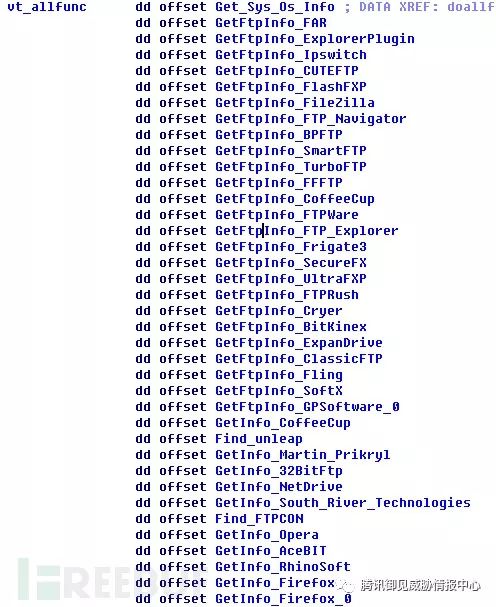 vt_allfunc dd offset Get_Sys_Os_Info ; DATA XREF: doallf
dd offset GetFtpInfo_FAR
dd offset GetFtpInfo_ExplorerPlugin
dd offset GetFtpInfo_Ipswitch
dd offset GetFtpInfo_CUTEFTP
dd offset GetFtpInfo_FlashFXP
dd offset GetFtpInfo_FileZilla
dd offset GetFtpInfo_FTP_Navigator
dd offset GetFtpInfo_BPFTP
dd offset GetFtpInfo_SmartFTP
dd offset GetFtpInfo_TurboFTP
dd offset GetFtpInfo_FFFTP
dd offset GetFtpInfo_CoffeeCup
dd offset GetFtpInfo_FTPWare
dd offset GetFtpInfo_FTP_Explorer
dd offset GetFtpInfo_Frigate3
dd offset GetFtpInfo_SecureFX
dd offset GetFtpInfo_UltraFXP
dd offset GetFtpInfo_FTPRush
dd offset GetFtpInfo_Cryer
dd offset GetFtpInfo_BitKinex
dd offset GetFtpInfo_ExpanDrive
dd offset GetFtpInfo_ClassicFTP
dd offset GetFtpInfo_Fling
dd offset GetFtpInfo_SoftX
dd offset GetFtpInfo_GPSoftware_0
dd offset GetInfo_CoffeeCup
dd offset Find_unleap
dd offset GetInfo_Martin_Prikryl
dd offset GetInfo_32BitFtp
dd offset GetInfo_NetDrive
dd offset GetInfo_South_River_Technologies
dd offset Find_FTPCON
dd offset GetInfo_Opera
dd offset GetInfo_AceBIT
dd offset GetInfo_RhinoSoft
dd offset GetInfo_Firefox
dd offset GetInfo_Firefox_0
腾讯御见威胁情报中心